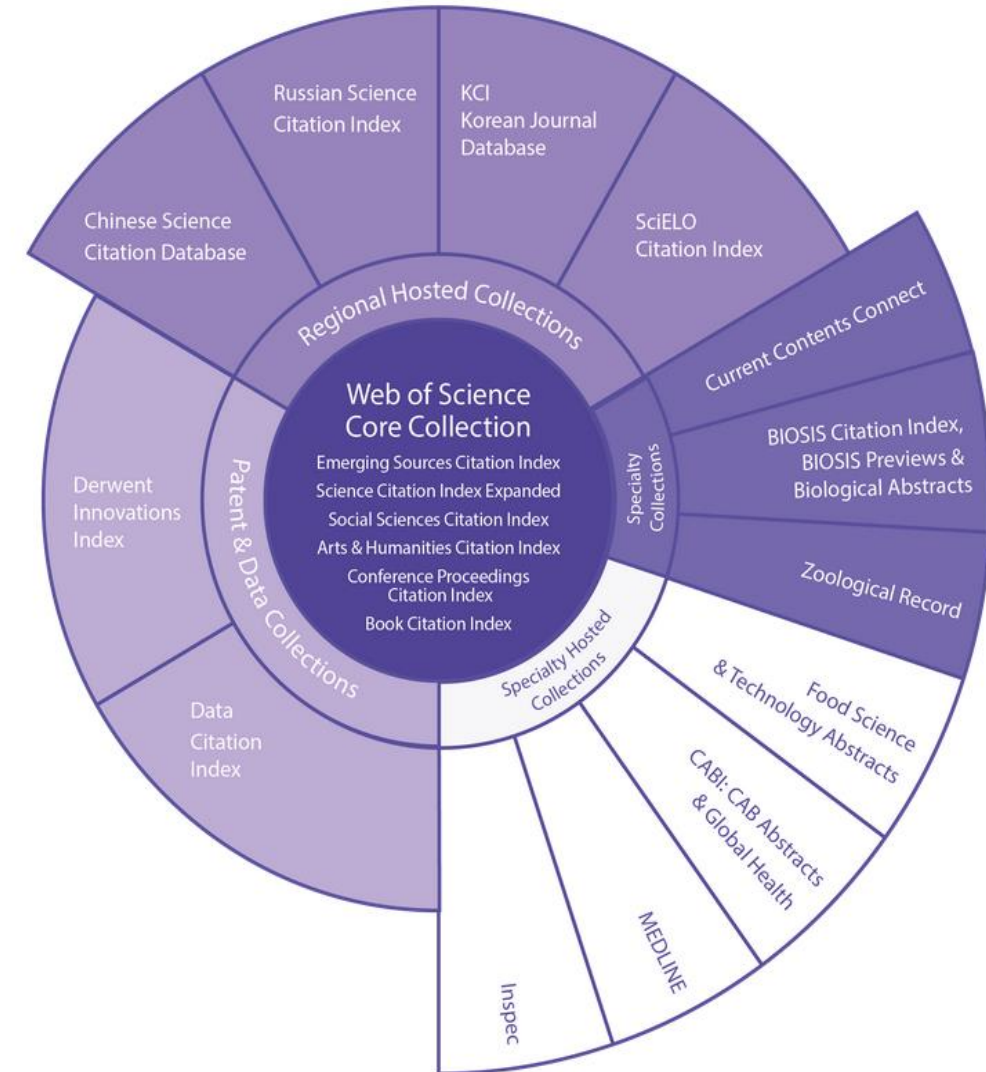 Web of Science
Core Collection
Emerging Sources Citation Index
Science Citation Index Expanded
Social Sciences Citation Index
Arts & Humanities Citation Index
Conference Proceedings
Citation Index
Book Citation Index
Regional Hosted Collections
Chinese Science
Citation Database
Russian Science
Citation Index
KCI
Korean Journal
Database
SciELO
Citation Index
Specialty
Collections
Current Contents Connect
BIOSIS Citation Index,
BIOSIS Previews &
Biological Abstracts
Zoological Record
Specialty Hosted
Collections
Food Science
& Technology Abstracts
CABI: CAB Abstracts
& Global Health
MEDLINE
Inspec
Patent & Data Collections
Data
Citation
Index
Derwent
Innovations
Index